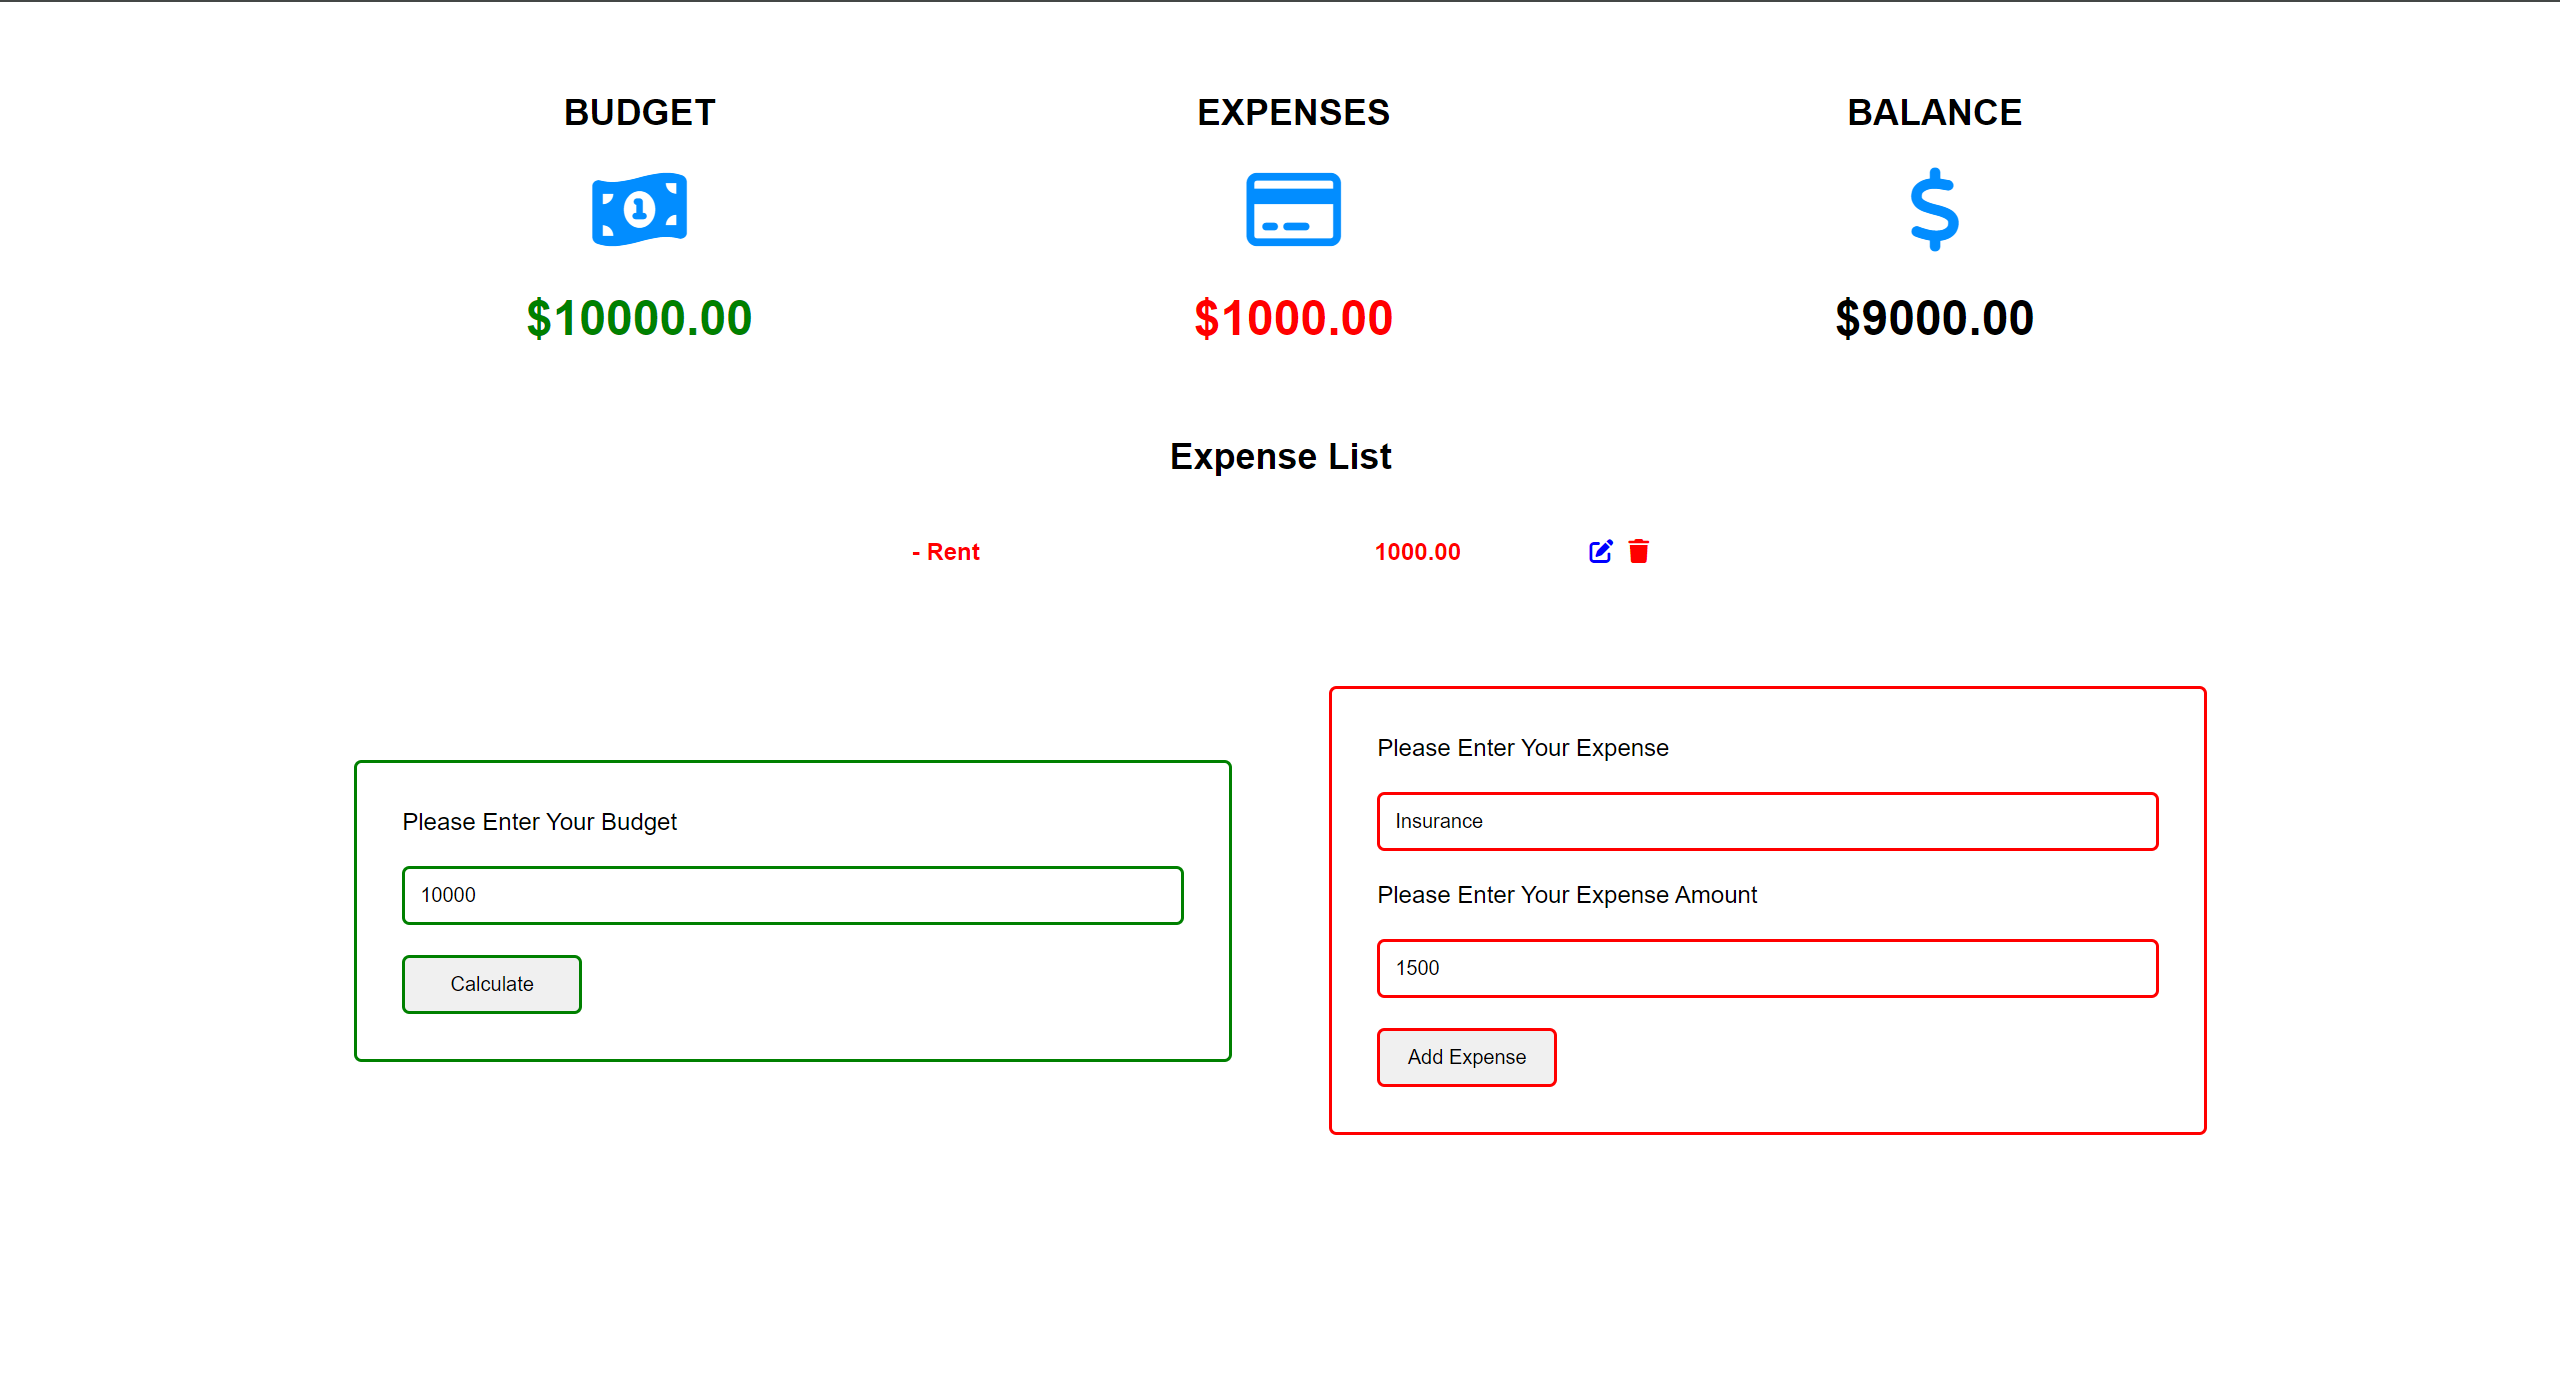 BUDGET
EXPENSES
BALANCE
$10000.00
$1000.00
$9000.00
Expense List
- Rent
1000.00
Please Enter Your Budget
10000
Calculate
Please Enter Your Expense
Insurance
Please Enter Your Expense Amount
1500
Add Expense